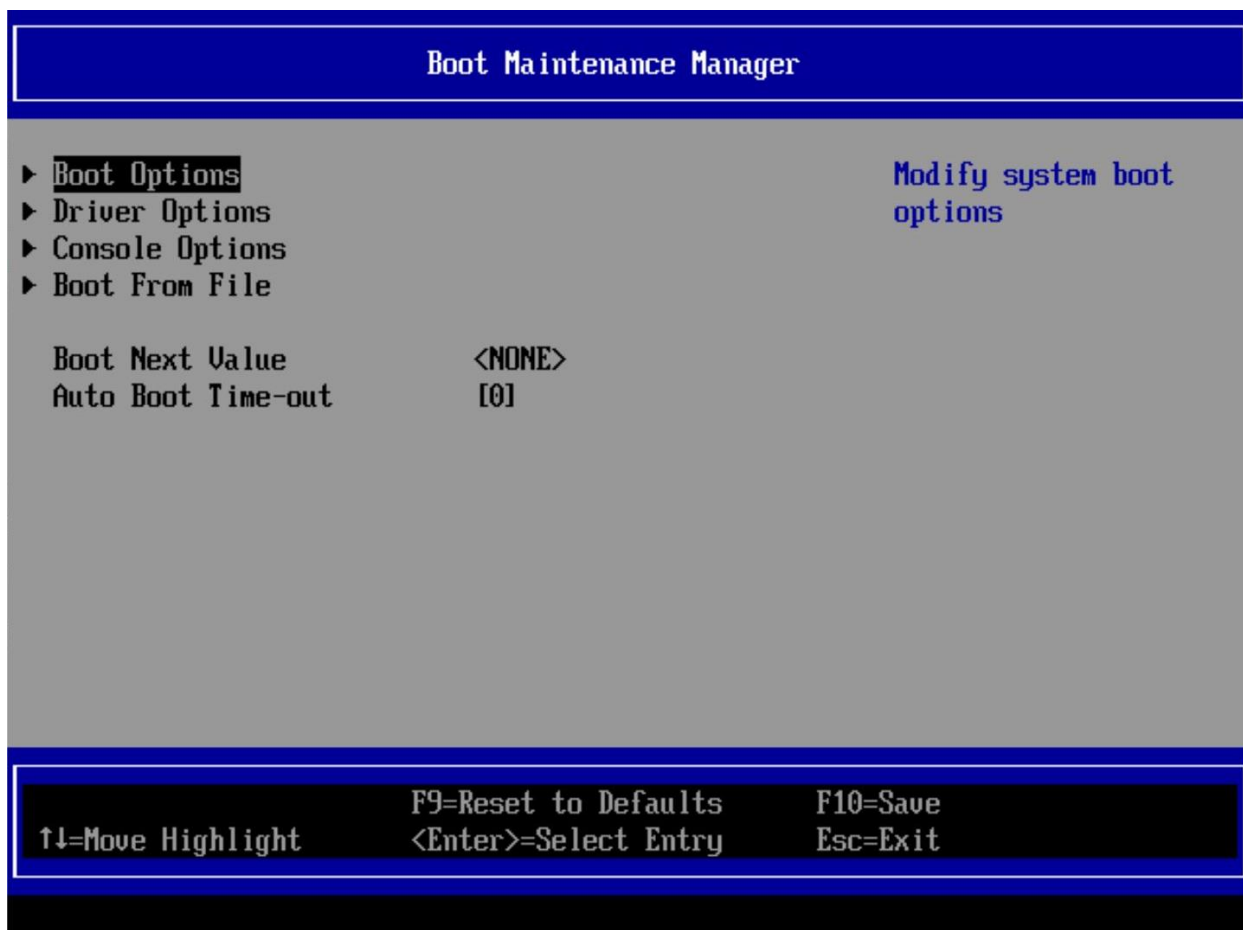 Boot Maintenance Manager
▶ Boot Options
▶ Driver Options
▶ Console Options
▶ Boot From File
Boot Next Value <NONE>
Auto Boot Time-out [0]
Modify system boot
options
F9=Reset to Defaults F10=Save
↑↓=Move Highlight <Enter>=Select Entry Esc=Exit